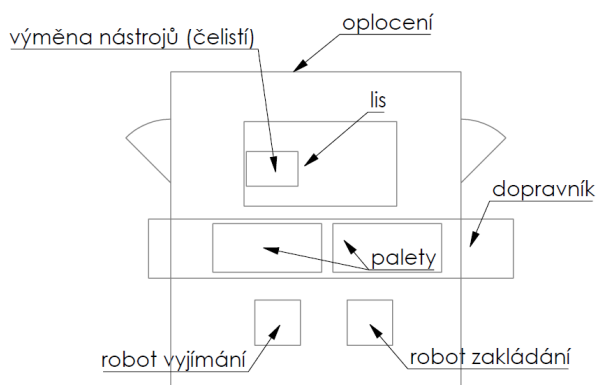 oplocení
výměna nástrojů (čelistí)
lis
dopravník
palety
robot vyjímání
robot zakládání